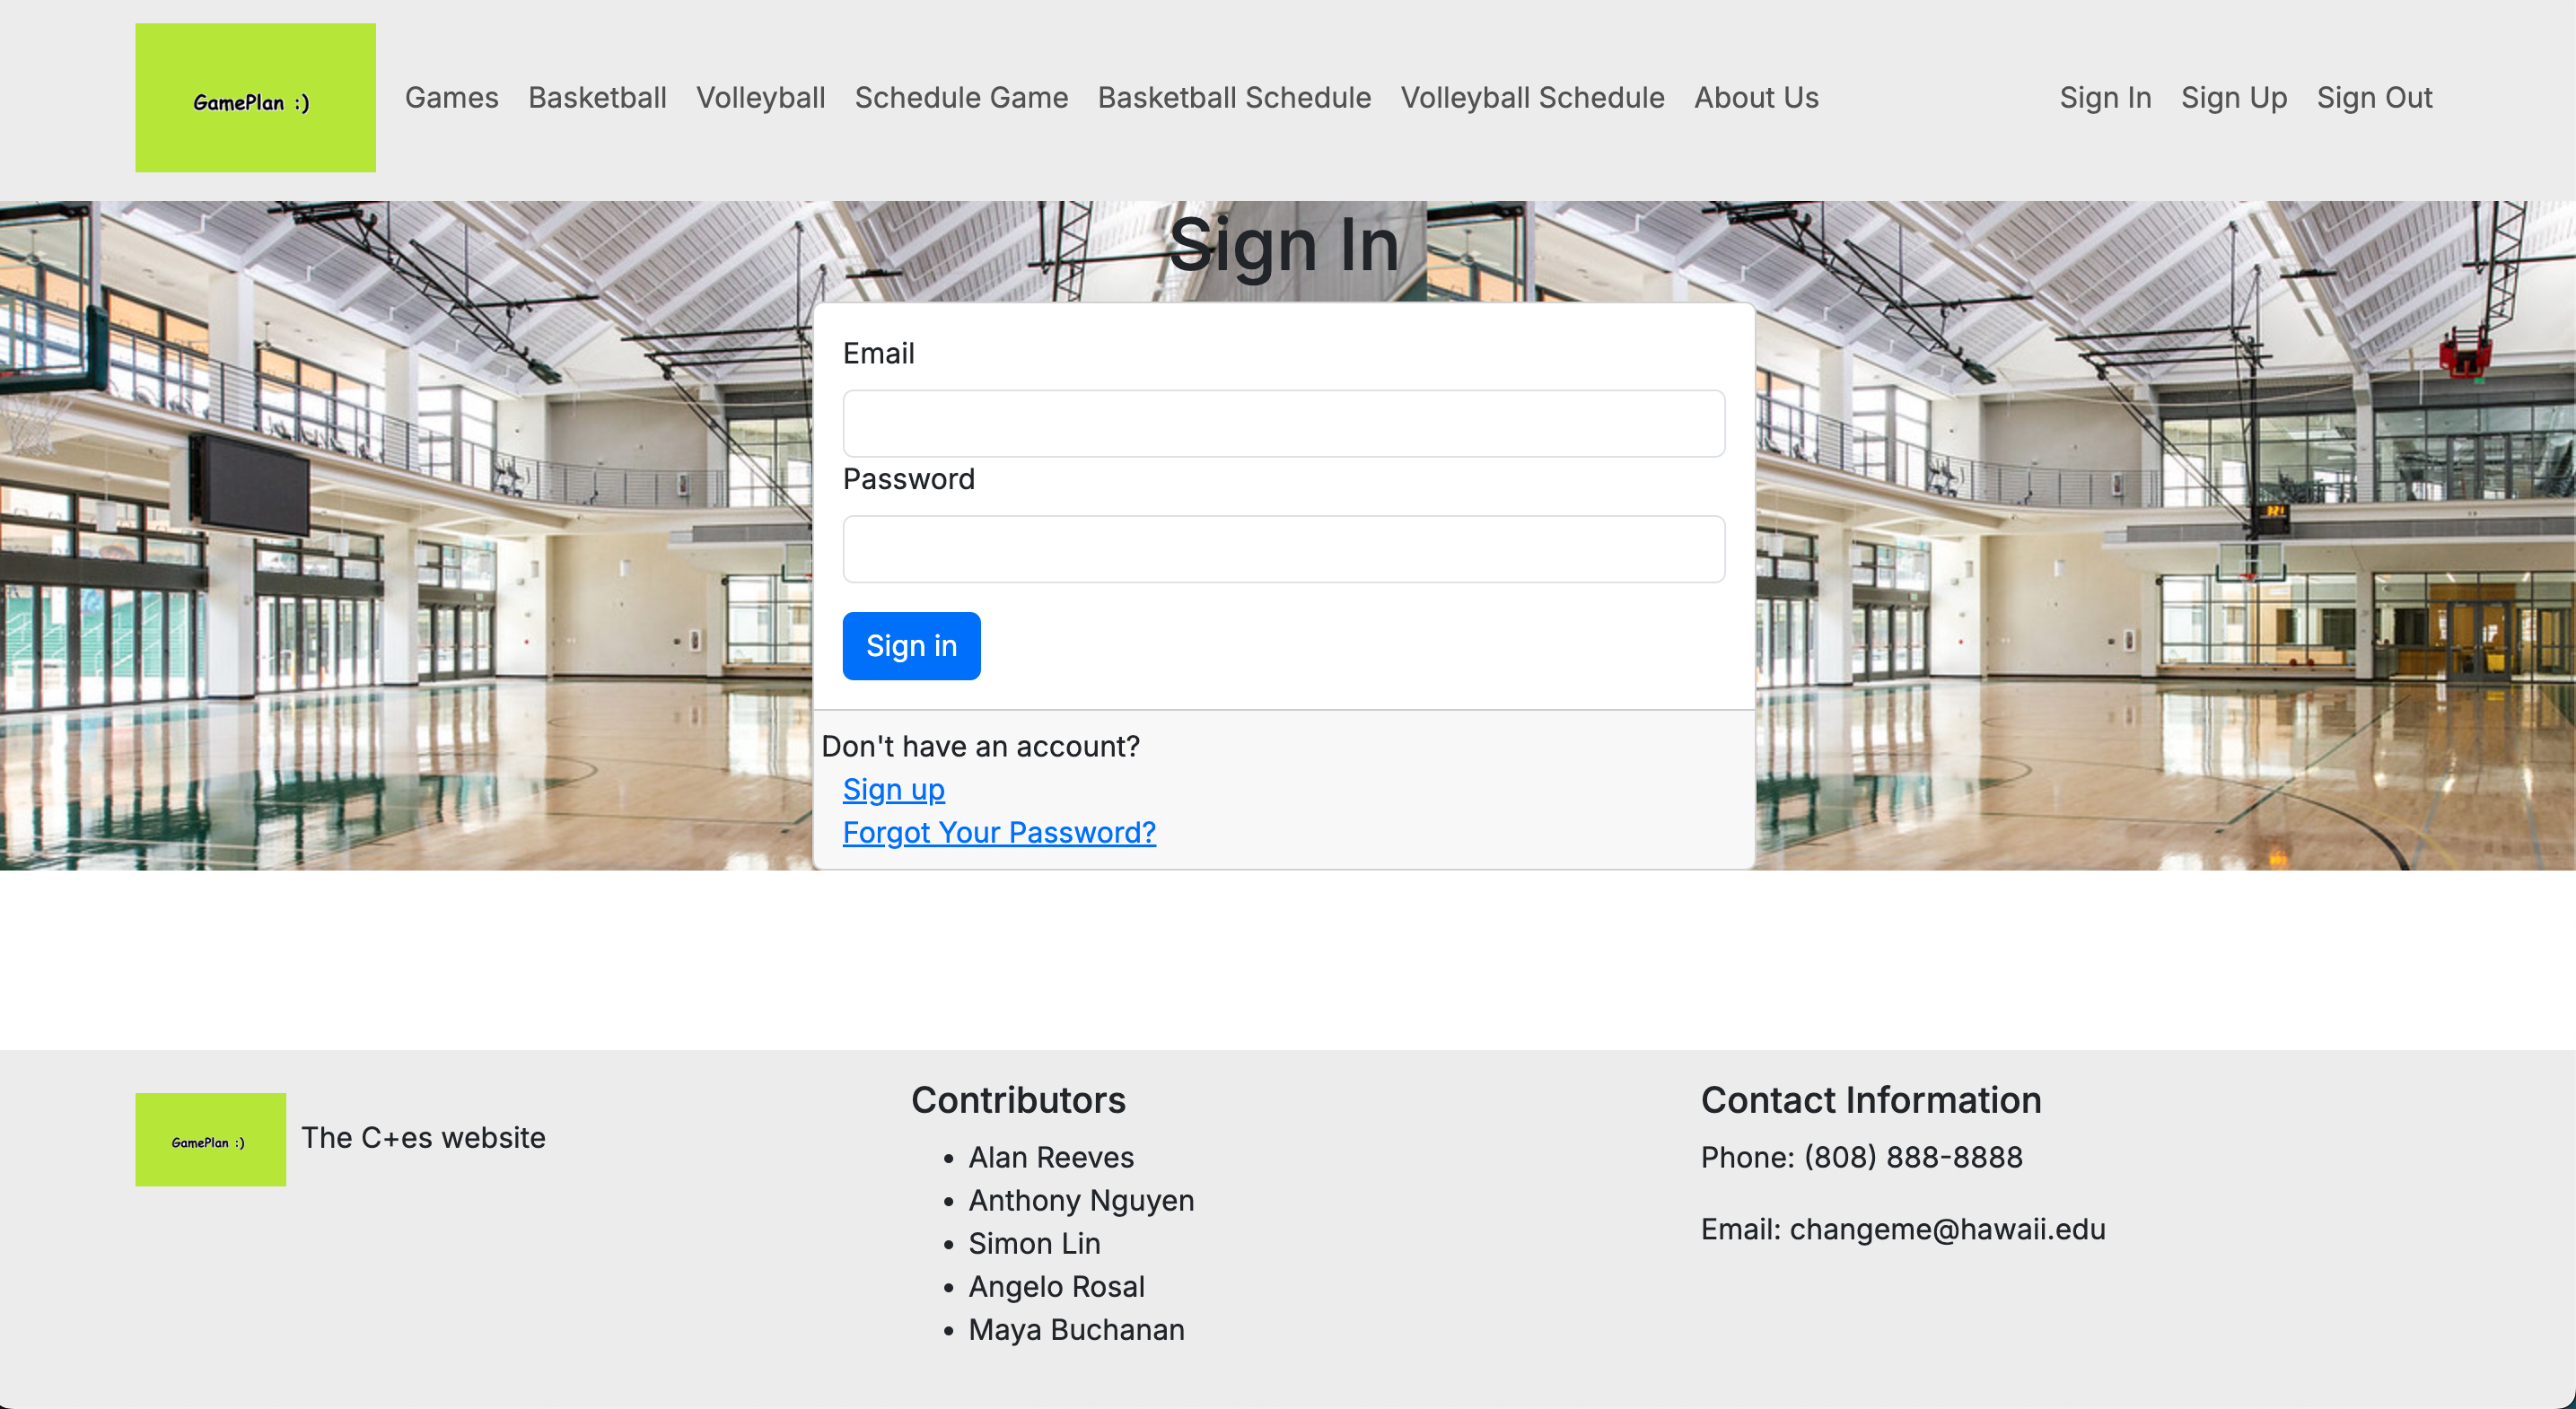 GamePlan :)
Games Basketball Volleyball Schedule Game Basketball Schedule Volleyball Schedule About Us Sign In Sign Up Sign Out
Sign In
Email
Password
Sign in
Don't have an account?
Sign up
Forgot Your Password?
GamePlan :)
The C+es website
Contributors
Alan Reeves
Anthony Nguyen
Simon Lin
Angelo Rosal
Maya Buchanan
Contact Information
Phone: (808) 888-8888
Email: changeme@hawaii.edu